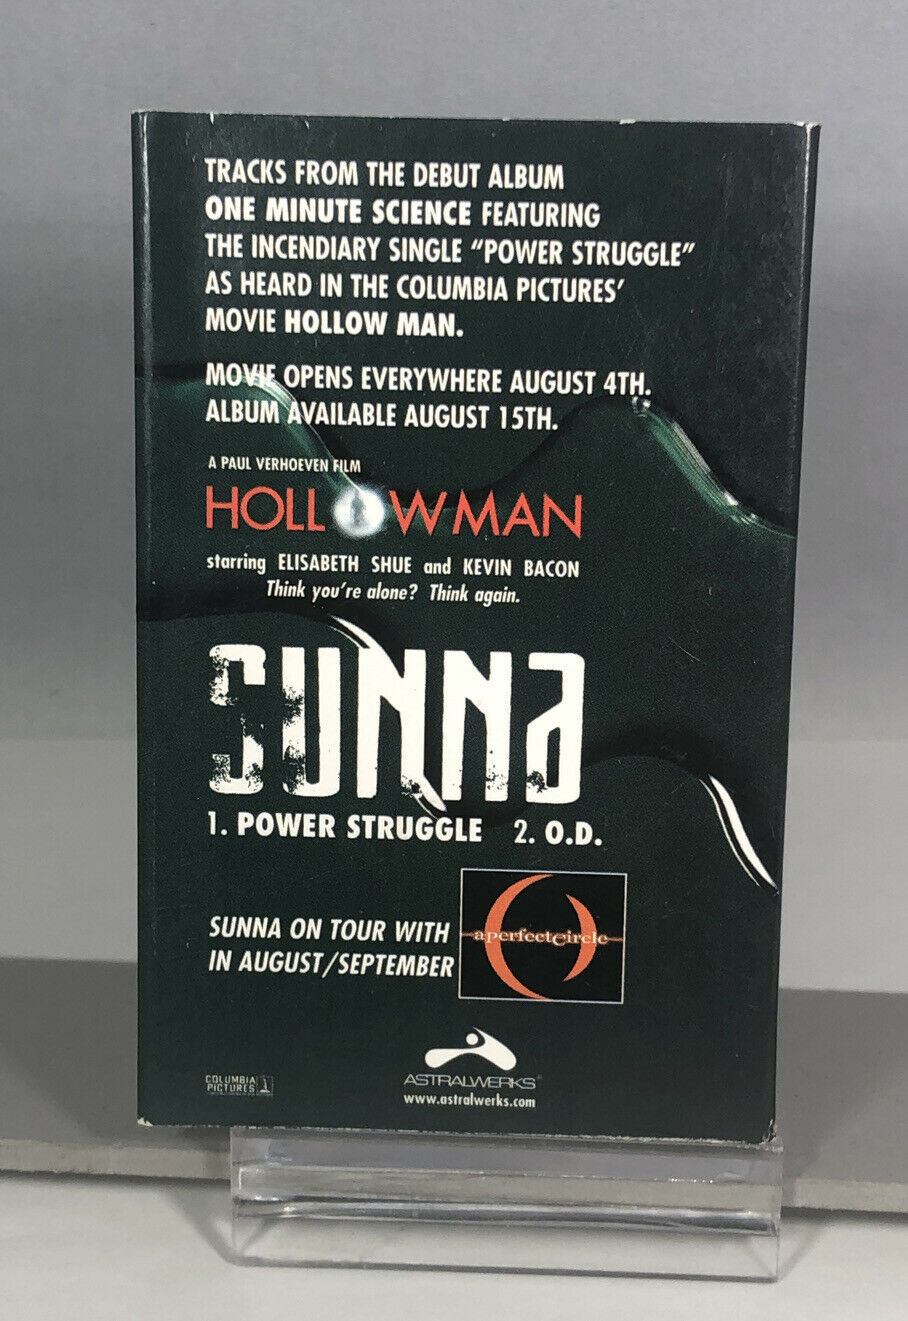 TRACKS FROM THE DEBUT ALBUM
ONE MINUTE SCIENCE FEATURING
THE INCENDIARY SINGLE "POWER STRUGGLE"
AS HEARD IN THE COLUMBIA PICTURES'
MOVIE HOLLOW MAN.
MOVIE OPENS EVERYWHERE AUGUST 4TH.
ALBUM AVAILABLE AUGUST 15TH.
A PAUL VERHOEVEN FILM
HOLLOW MAN
starring ELISABETH SHUE and KEVIN BACON
Think you're alone? Think again.
SUNNa
1. POWER STRUGGLE 2. O.D.
SUNNA ON TOUR WITH
IN AUGUST/SEPTEMBER
aperfectcircle
COLUMBIA
PICTURES
ASTRALWERKS
www.astralwerks.com